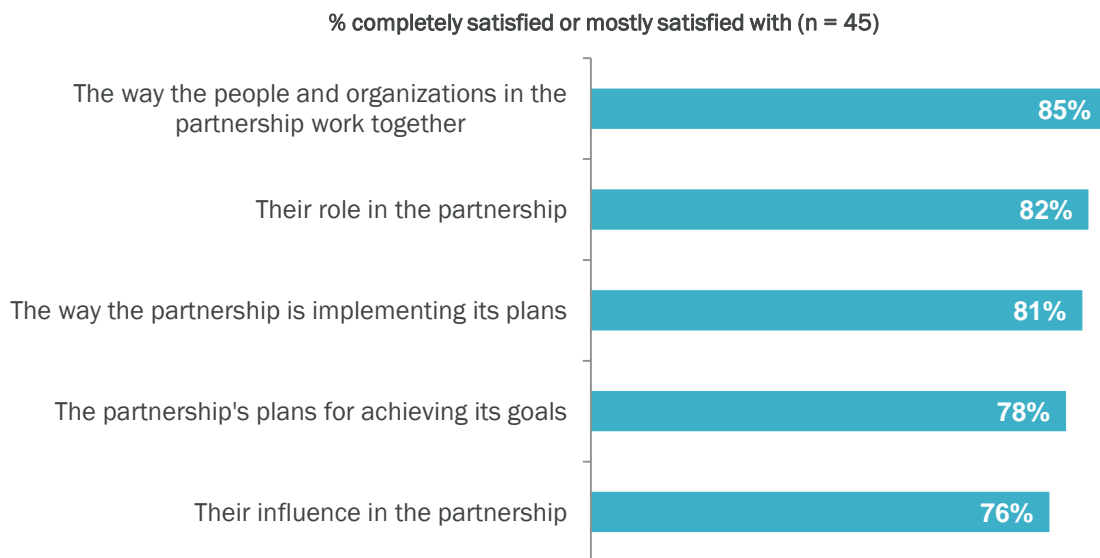 % completely satisfied or mostly satisfied with (n = 45)
The way the people and organizations in the
partnership work together
85%
Their role in the partnership
82%
The way the partnership is implementing its plans
81%
The partnership's plans for achieving its goals
78%
Their influence in the partnership
76%